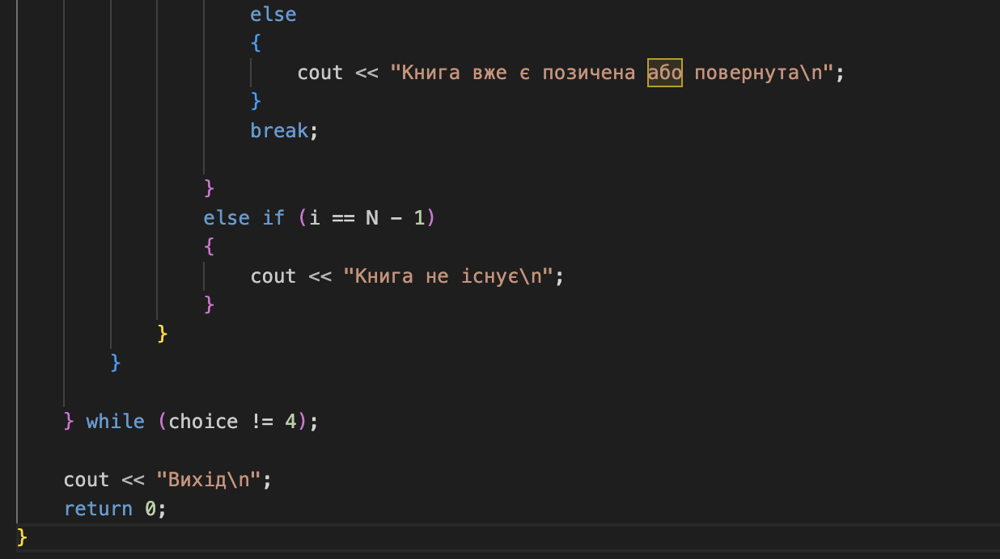 else
{
cout << "Книга вже є позичена або повернута\n";
}
break;
}
else if (i == N - 1)
{
cout << "Книга не існує\n";
}
}
}
} while (choice != 4);
cout << "Вихід\n";
return 0;
}